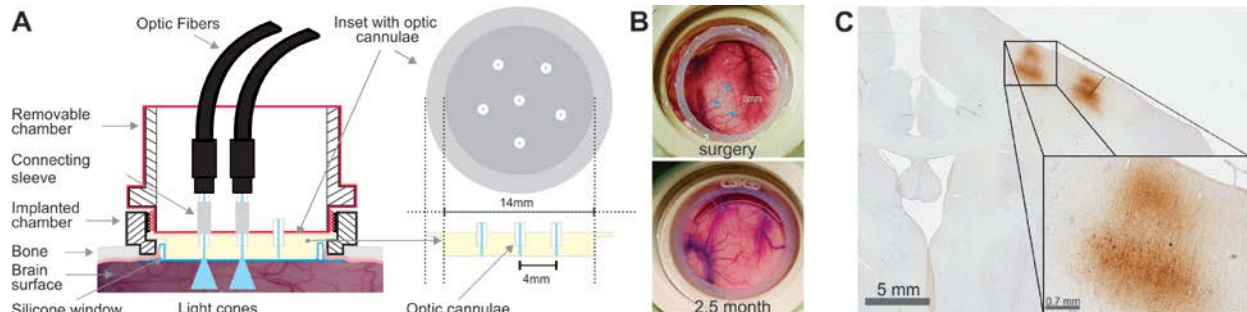 A
Optic Fibers
Inset with optic
cannulae
Removable
chamber
Connecting
sleeve
Implanted
chamber
Bone
Brain
surface
Silicone window
Light cones
14mm
4mm
Optic cannulae
B
5mm
surgery
2.5 month
C
5 mm
0.7 mm